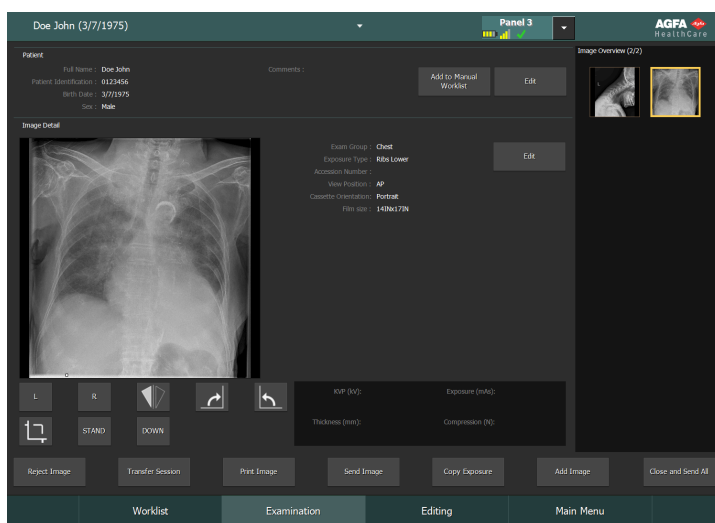 Doe John (3/7/1975)
Panel 3
AGFA
HealthCare
Patient
Full Name : Doe John
Patient Identification : 0123456
Birth Date : 3/7/1975
Sex : Male
Comments :
Add to Manual
Worklist
Edit
Image Overview (2/2)
L
Image Detail
Exam Group : Chest
Exposure Type : Ribs Lower
Accession Number :
View Position : AP
Cassette Orientation: Portrait
Film size : 14INx17IN
Edit
L
R
STAND
DOWN
KVP (kV):
Exposure (mAs):
Thickness (mm):
Compression (N):
Reject Image
Transfer Session
Print Image
Send Image
Copy Exposure
Add Image
Close and Send All
Worklist
Examination
Editing
Main Menu